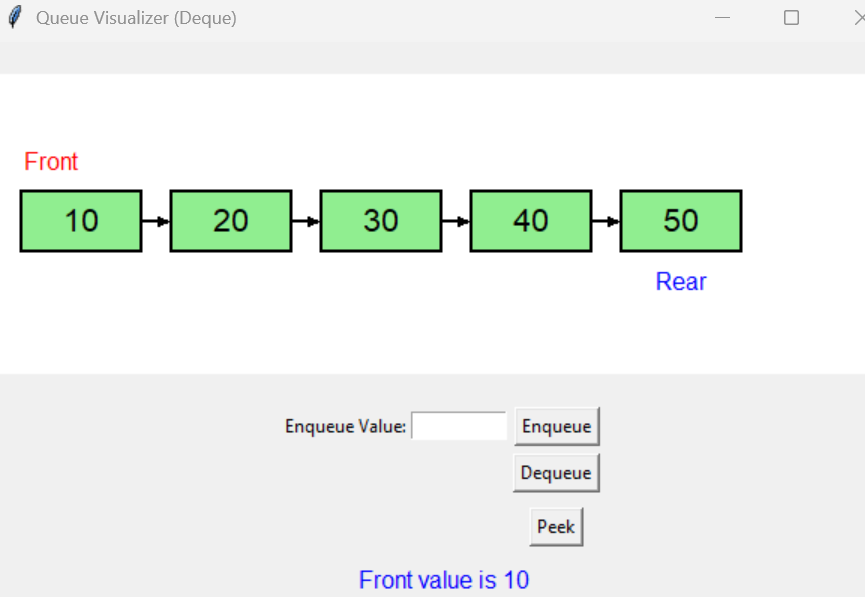 Queue Visualizer (Deque)
Front
10 20 30 40 50
Rear
Enqueue Value: Enqueue
Dequeue
Peek
Front value is 10